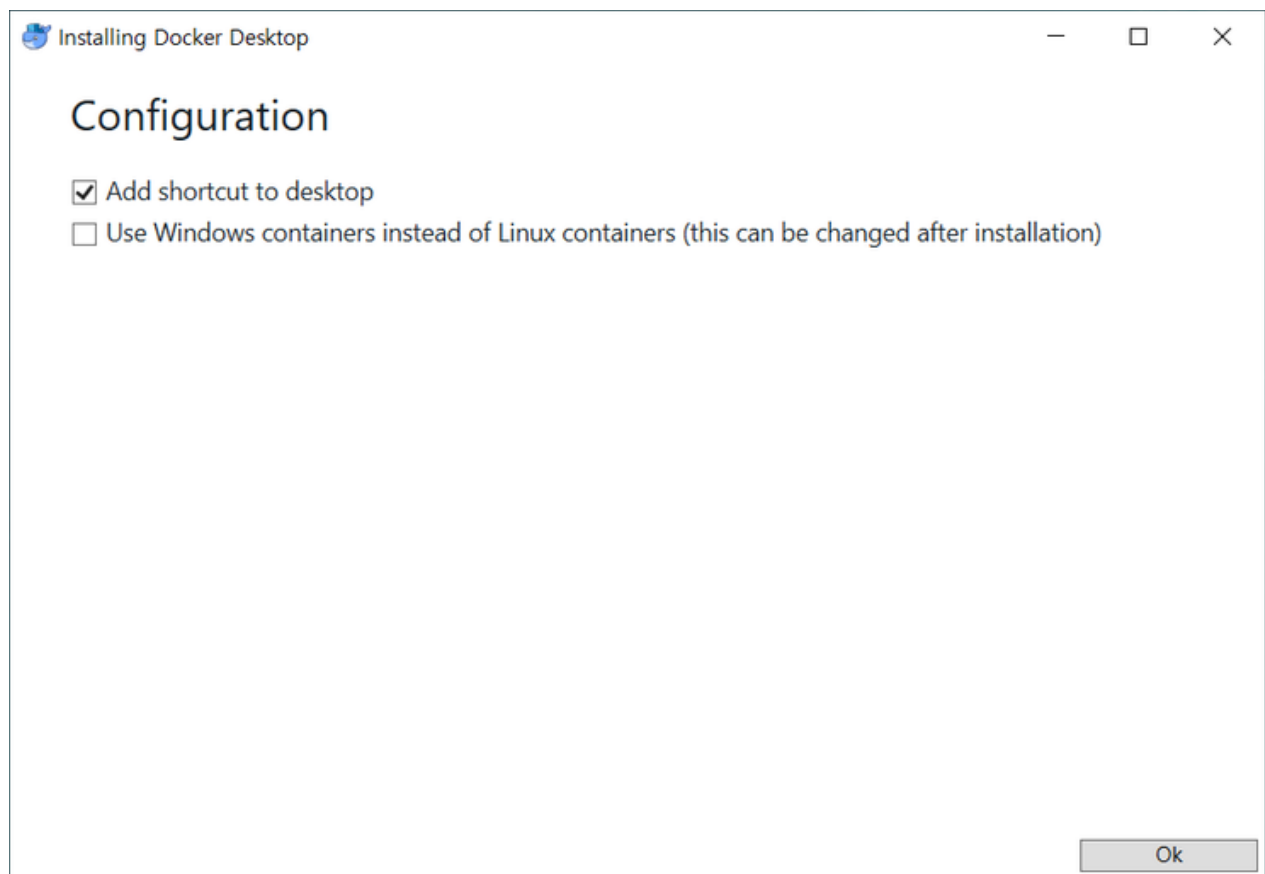 Installing Docker Desktop
Configuration
Add shortcut to desktop
Use Windows containers instead of Linux containers (this can be changed after installation)
Ok